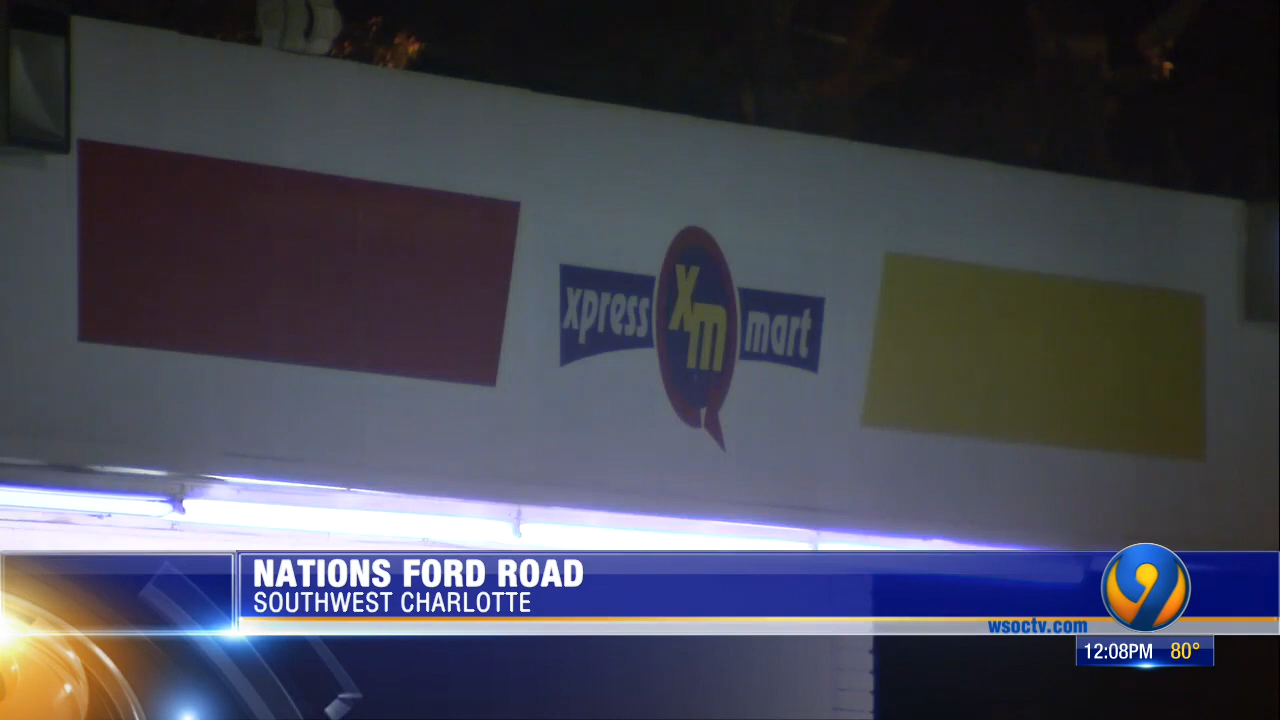 xpress XM mart
NATIONS FORD ROAD
SOUTHWEST CHARLOTTE
9
wsoctv.com
12:08PM 80°